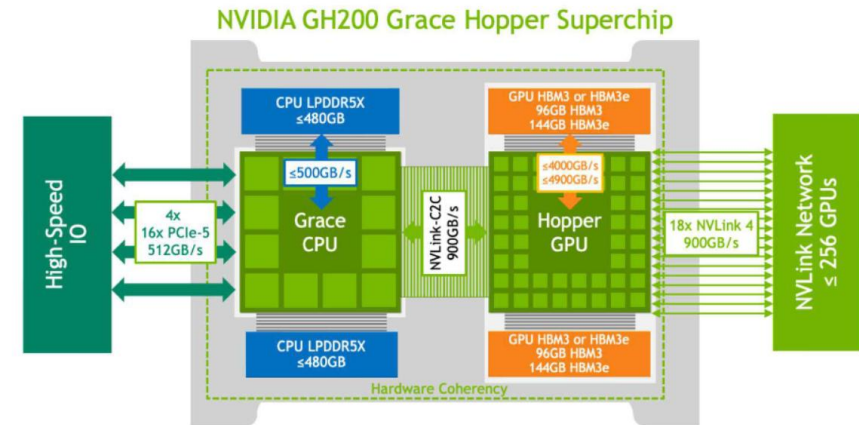 NVIDIA GH200 Grace Hopper Superchip
High-Speed
IO
4x
16x PCIe-5
512GB/s
CPU LPDDR5X
≤480GB
≤500GB/s
Grace
CPU
CPU LPDDR5X
≤480GB
NVLink-C2C
900GB/s
GPU HBM3 or HBM3e
96GB HBM3
144GB HBM3e
≤4000GB/s
≤4900GB/s
Hopper
GPU
GPU HBM3 or HBM3e
96GB HBM3
144GB HBM3e
Hardware Coherency
18x NVLink 4
900GB/s
NVLink Network
≤ 256 GPUs